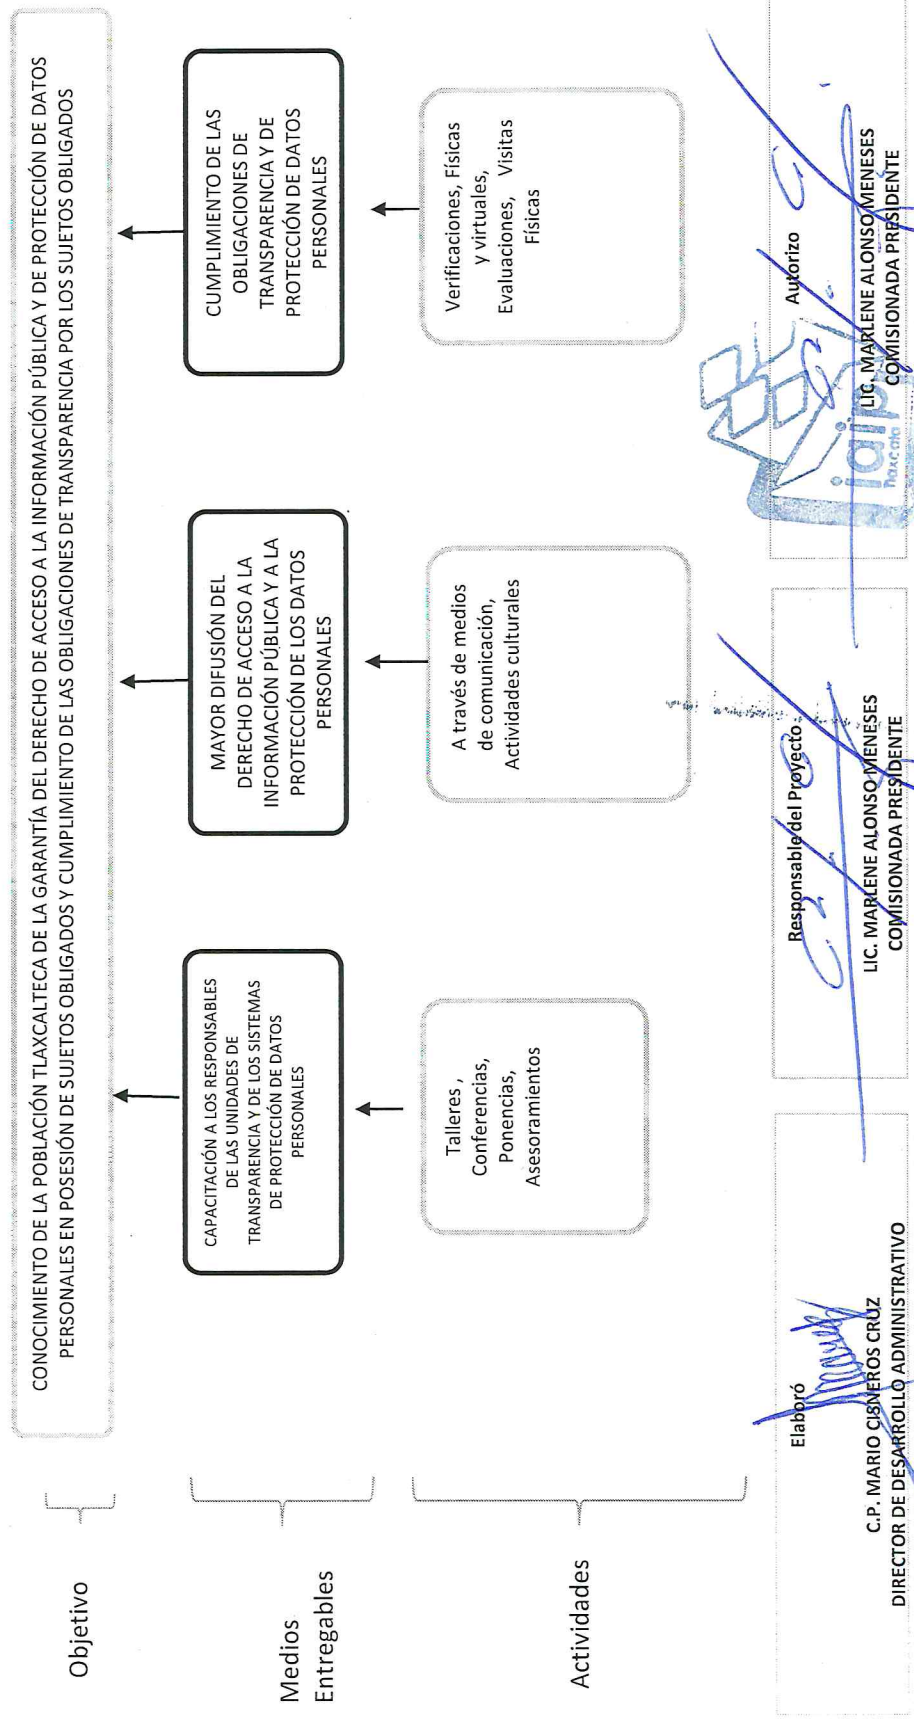 Objetivo
CONOCIMIENTO DE LA POBLACIÓN TLAXCALTECA DE LA GARANTÍA DEL DERECHO DE ACCESO A LA INFORMACIÓN PÚBLICA Y DE PROTECCIÓN DE DATOS
PERSONALES EN POSESIÓN DE SUJETOS OBLIGADOS Y CUMPLIMIENTO DE LAS OBLIGACIONES DE TRANSPARENCIA POR LOS SUJETOS OBLIGADOS
Medios
Entregables
CAPACITACIÓN A LOS RESPONSABLES
DE LAS UNIDADES DE
TRANSPARENCIA Y DE LOS SISTEMAS
DE PROTECCIÓN DE DATOS
PERSONALES
MAYOR DIFUSIÓN DEL
DERECHO DE ACCESO A LA
INFORMACIÓN PÚBLICA Y A LA
PROTECCIÓN DE LOS DATOS
PERSONALES
CUMPLIMIENTO DE LAS
OBLIGACIONES DE
TRANSPARENCIA Y DE
PROTECCIÓN DE DATOS
PERSONALES
Actividades
Talleres ,
Conferencias,
Ponencias,
Asesoramientos
A través de medios
de comunicación,
Actividades culturales
Verificaciones, Físicas
y virtuales,
Evaluaciones, Visitas
Físicas
Elaboró
C.P. MARIO CISNEROS CRUZ
DIRECTOR DE DESARROLLO ADMINISTRATIVO
Responsable del Proyecto
LIC. MARLENE ALONSO MENESES
COMISIONADA PRESIDENTE
Autorizo
LIC. MARLENE ALONSO MENESES
COMISIONADA PRESIDENTE
iaip
tlaxcala